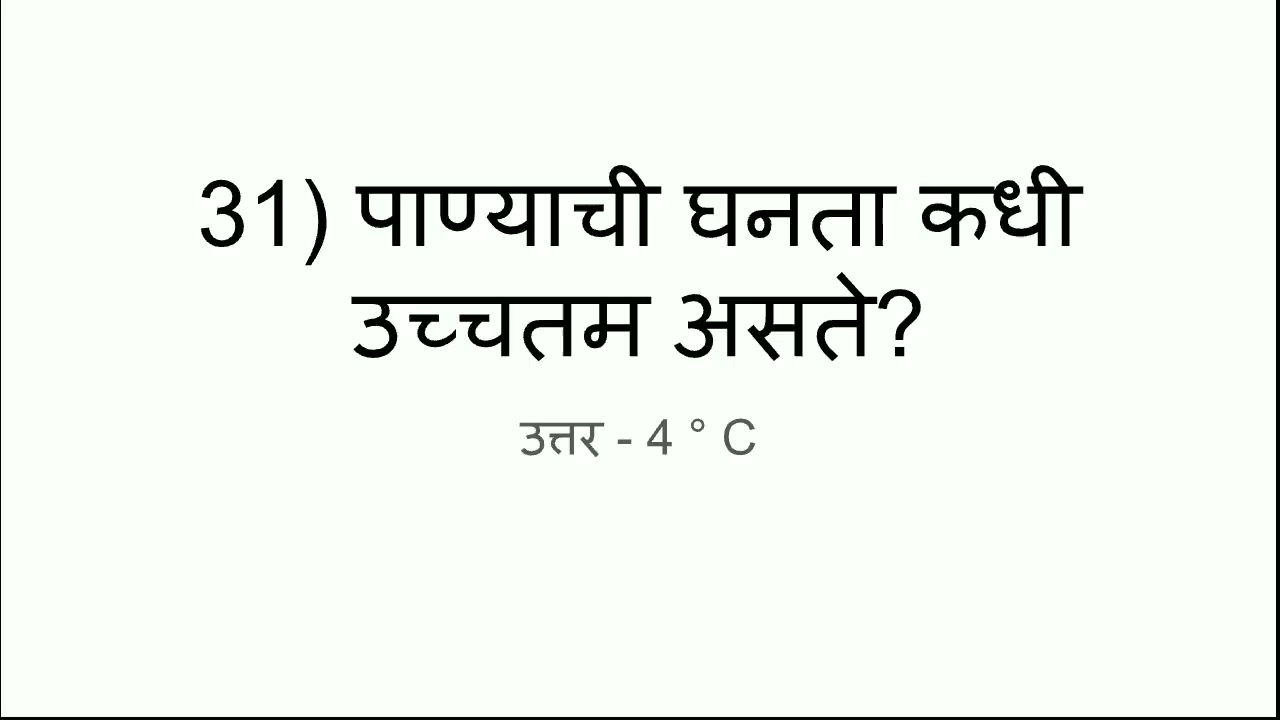 31) पाण्याची घनता कधी
उच्चतम असते?
उत्तर - 4 ° C